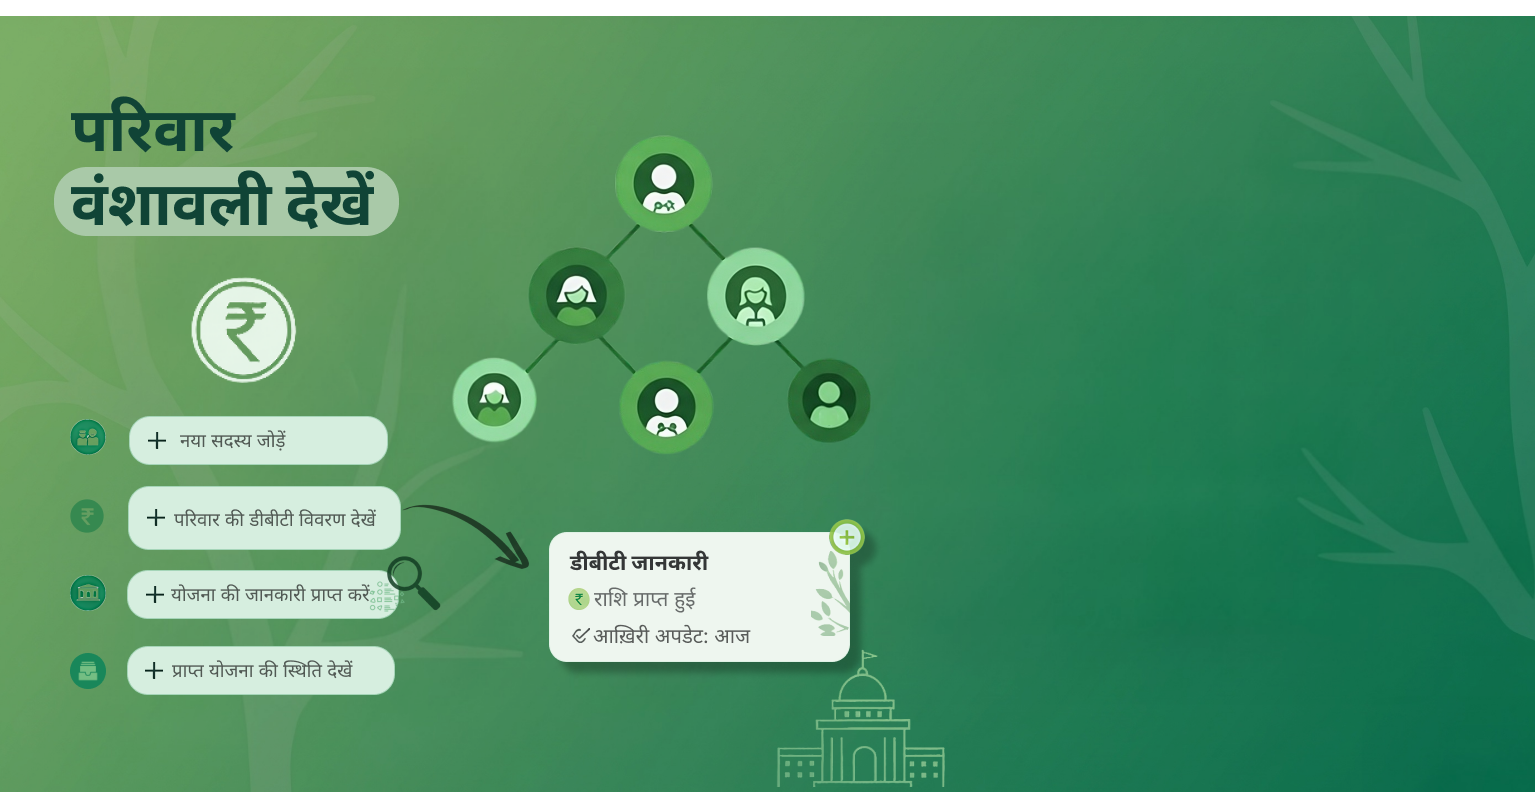 परिवार
वंशावली देखें
₹
+ नया सदस्य जोड़ें
₹
+ परिवार की डीबीटी विवरण देखें
+ योजना की जानकारी प्राप्त करें
+ प्राप्त योजना की स्थिति देखें
डीबीटी जानकारी
₹ राशि प्राप्त हुई
आख़िरी अपडेट: आज